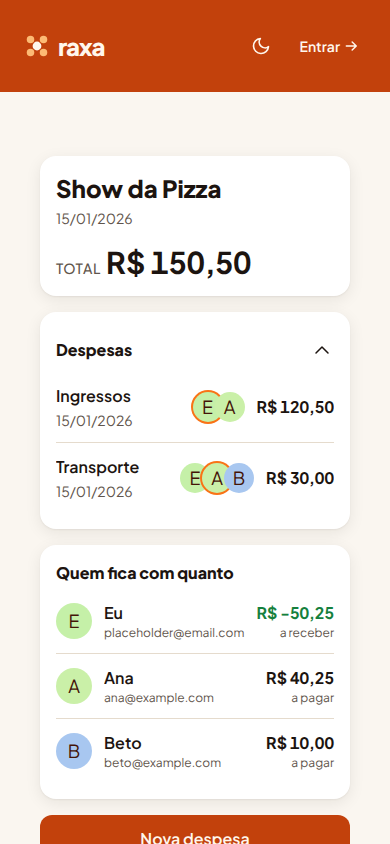 raxa
Entrar →
Show da Pizza
15/01/2026
TOTAL R$ 150,50
Despesas
Ingressos
15/01/2026
E A R$ 120,50
Transporte
15/01/2026
E A B R$ 30,00
Quem fica com quanto
E Eu R$ -50,25
placeholder@email.com a receber
A Ana R$ 40,25
ana@example.com a pagar
B Beto R$ 10,00
beto@example.com a pagar
Nova despesa